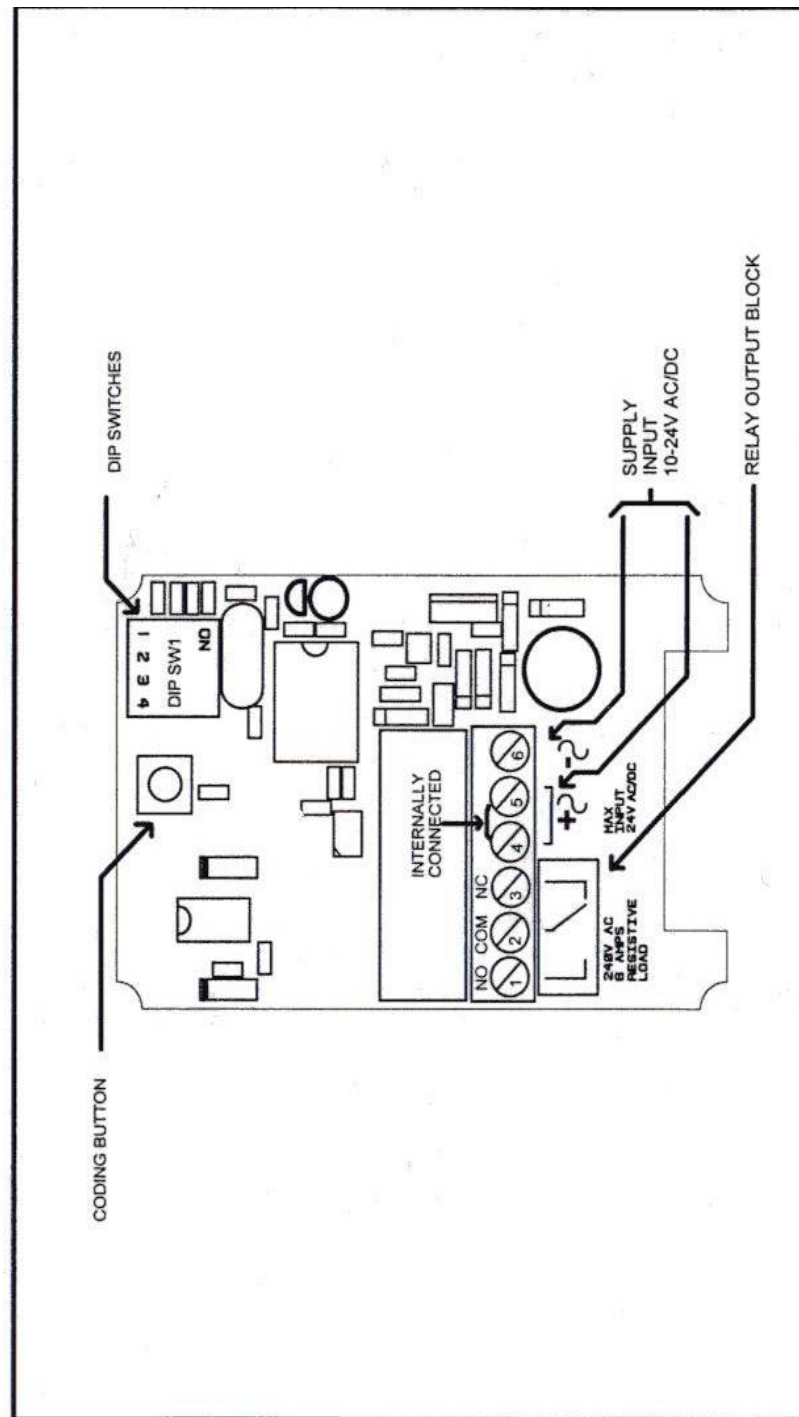 CODING BUTTON
DIP SWITCHES
1 2 3 4
DIP SW1
ON
INTERNALLY
CONNECTED
NO COM NC
1 2 3 4 5 6
+ -
240V AC
8 AMPS
RESISTIVE
LOAD
MAX
INPUT
24V AC/DC
SUPPLY
INPUT
10-24V AC/DC
RELAY OUTPUT BLOCK